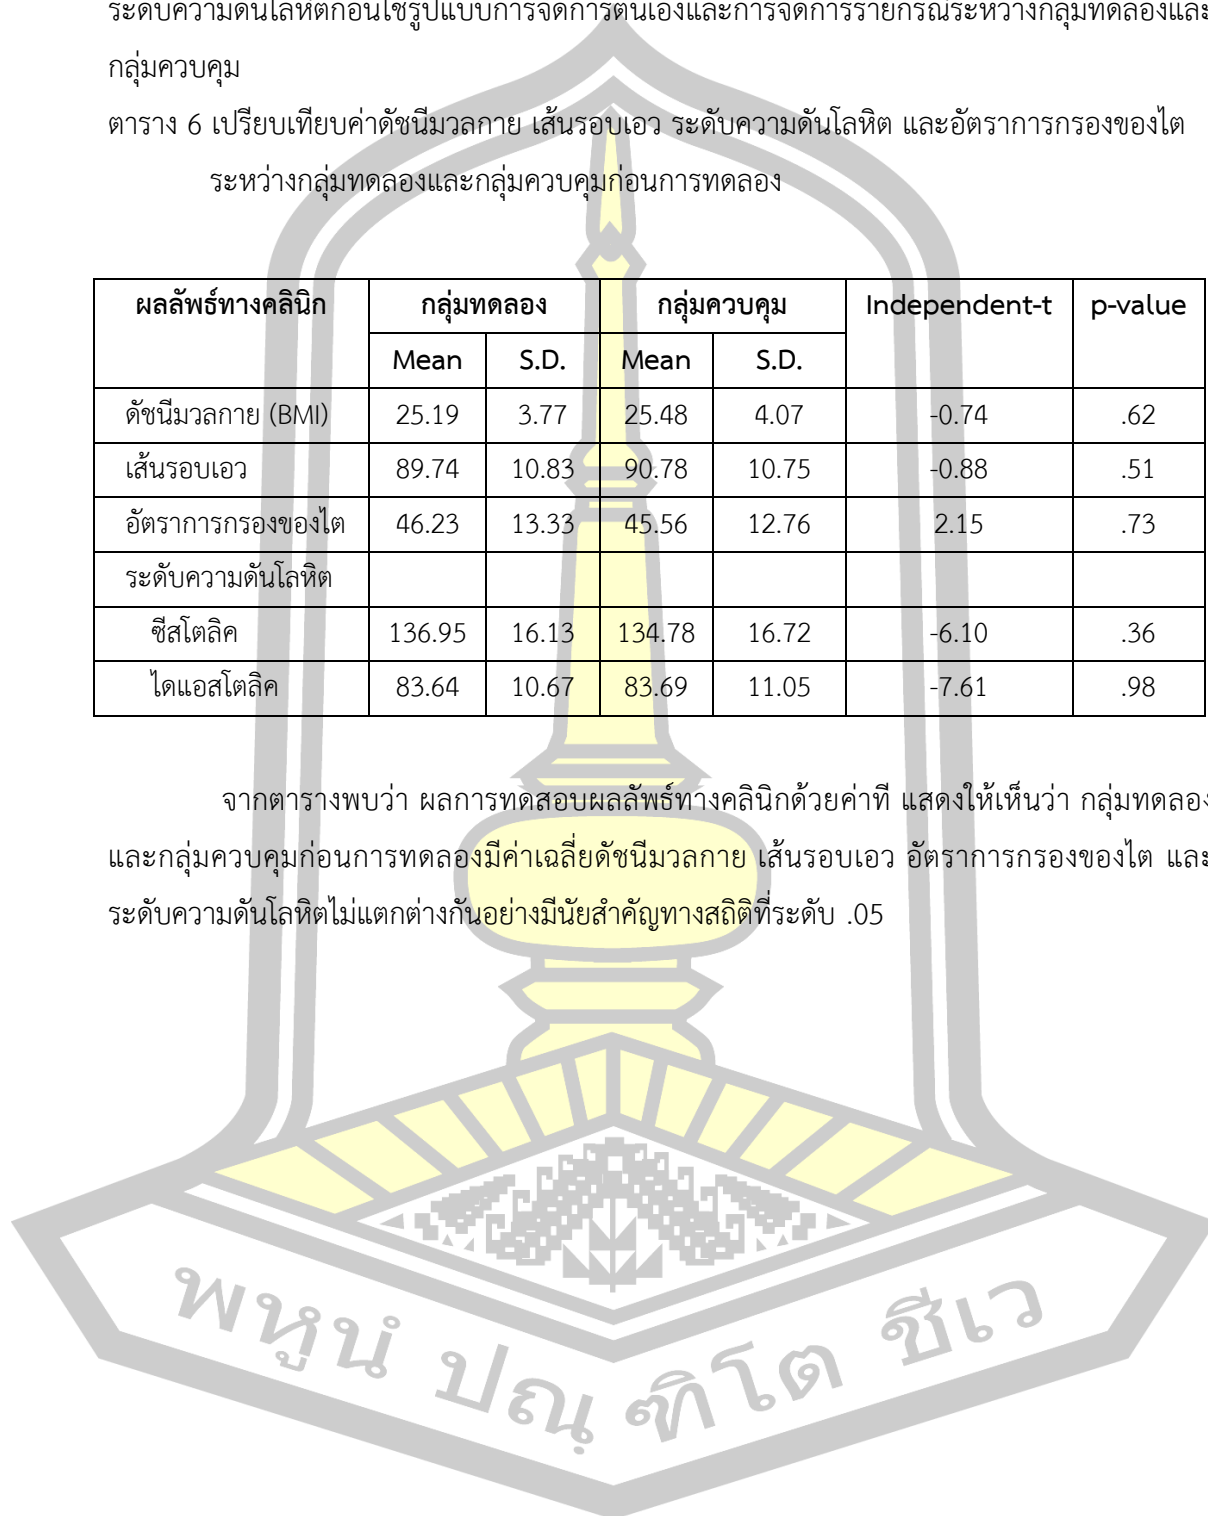 ระดับความดันโลหิตก่อนใช้รูปแบบการจัดการตนเองและการจัดการรายกรณีระหว่างกลุ่มทดลองและ
กลุ่มควบคุม
ตาราง 6 เปรียบเทียบค่าดัชนีมวลกาย เส้นรอบเอว ระดับความดันโลหิต และอัตราการกรองของไต
ระหว่างกลุ่มทดลองและกลุ่มควบคุมก่อนการทดลอง
ผลลัพธ์ทางคลินิก กลุ่มทดลอง กลุ่มควบคุม Independent-t p-value
Mean S.D. Mean S.D.
ดัชนีมวลกาย (BMI) 25.19 3.77 25.48 4.07 -0.74 .62
เส้นรอบเอว 89.74 10.83 90.78 10.75 -0.88 .51
อัตราการกรองของไต 46.23 13.33 45.56 12.76 2.15 .73
ระดับความดันโลหิต
ซีสโตลิค 136.95 16.13 134.78 16.72 -6.10 .36
ไดแอสโตลิค 83.64 10.67 83.69 11.05 -7.61 .98
จากตารางพบว่า ผลการทดสอบผลลัพธ์ทางคลินิกด้วยค่าที แสดงให้เห็นว่า กลุ่มทดลอง
และกลุ่มควบคุมก่อนการทดลองมีค่าเฉลี่ยดัชนีมวลกาย เส้นรอบเอว อัตราการกรองของไต และ
ระดับความดันโลหิตไม่แตกต่างกันอย่างมีนัยสำคัญทางสถิติที่ระดับ .05
พหูนํ ปณฺฑิโต ชีเว